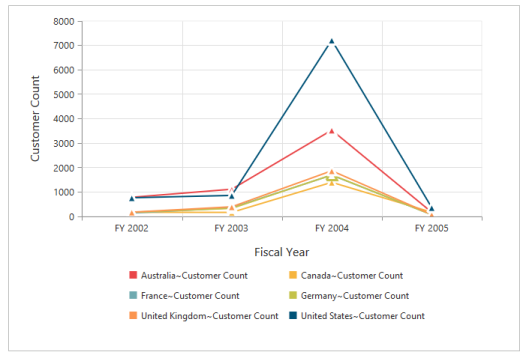 8000
7000
6000
5000
4000
3000
2000
1000
0
Customer Count
FY 2002 FY 2003 FY 2004 FY 2005
Fiscal Year
Australia~Customer Count Canada~Customer Count
France~Customer Count Germany~Customer Count
United Kingdom~Customer Count United States~Customer Count